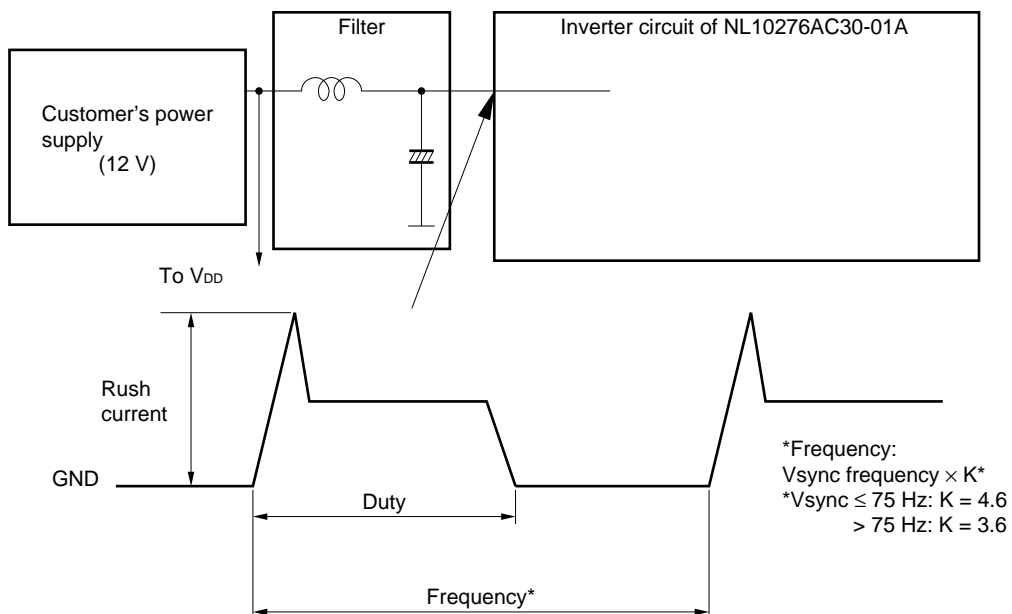 Filter
Inverter circuit of NL10276AC30-01A
Customer's power
supply
(12 V)
To VDD
Rush
current
GND
Duty
Frequency*
*Frequency:
Vsync frequency × K*
*Vsync ≤ 75 Hz: K = 4.6
> 75 Hz: K = 3.6